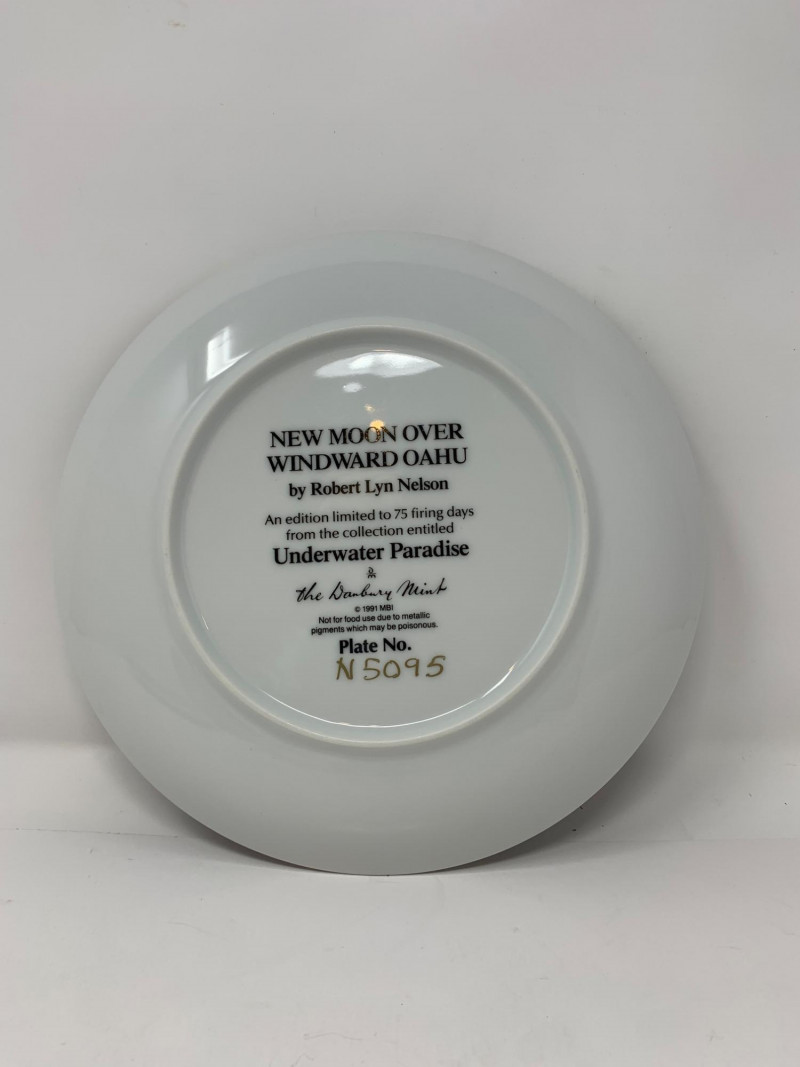 NEW MOON OVER
WINDWARD OAHU
by Robert Lyn Nelson
An edition limited to 75 firing days
from the collection entitled
Underwater Paradise
the Danbury Mint
© 1991 MBI
Not for food use due to metallic
pigments which may be poisonous.
Plate No.
N5095